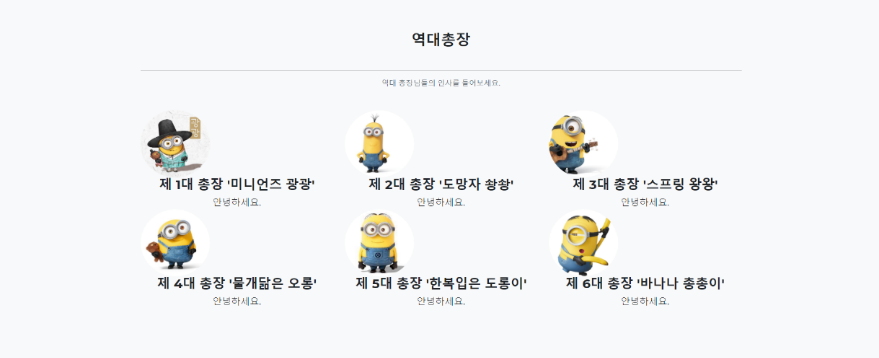 역대총장
역대 총장님들의 인사를 들어보세요.
제 1대 총장 '미니언즈 광광'
제 2대 총장 '도망자 촹촹'
제 3대 총장 '스프링 왕왕'
안녕하세요.
안녕하세요.
안녕하세요.
제 4대 총장 '물개닮은 오롱'
제 5대 총장 '한복입은 도롱이'
제 6대 총장 '바나나 총총이'
안녕하세요.
안녕하세요.
안녕하세요.